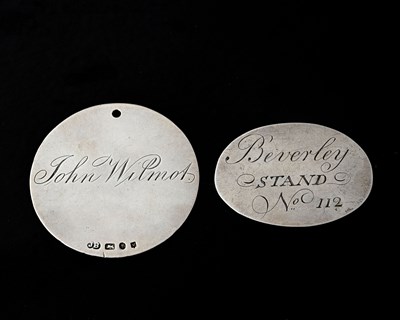 John Wilmot
Beverley
STAND
No. 112